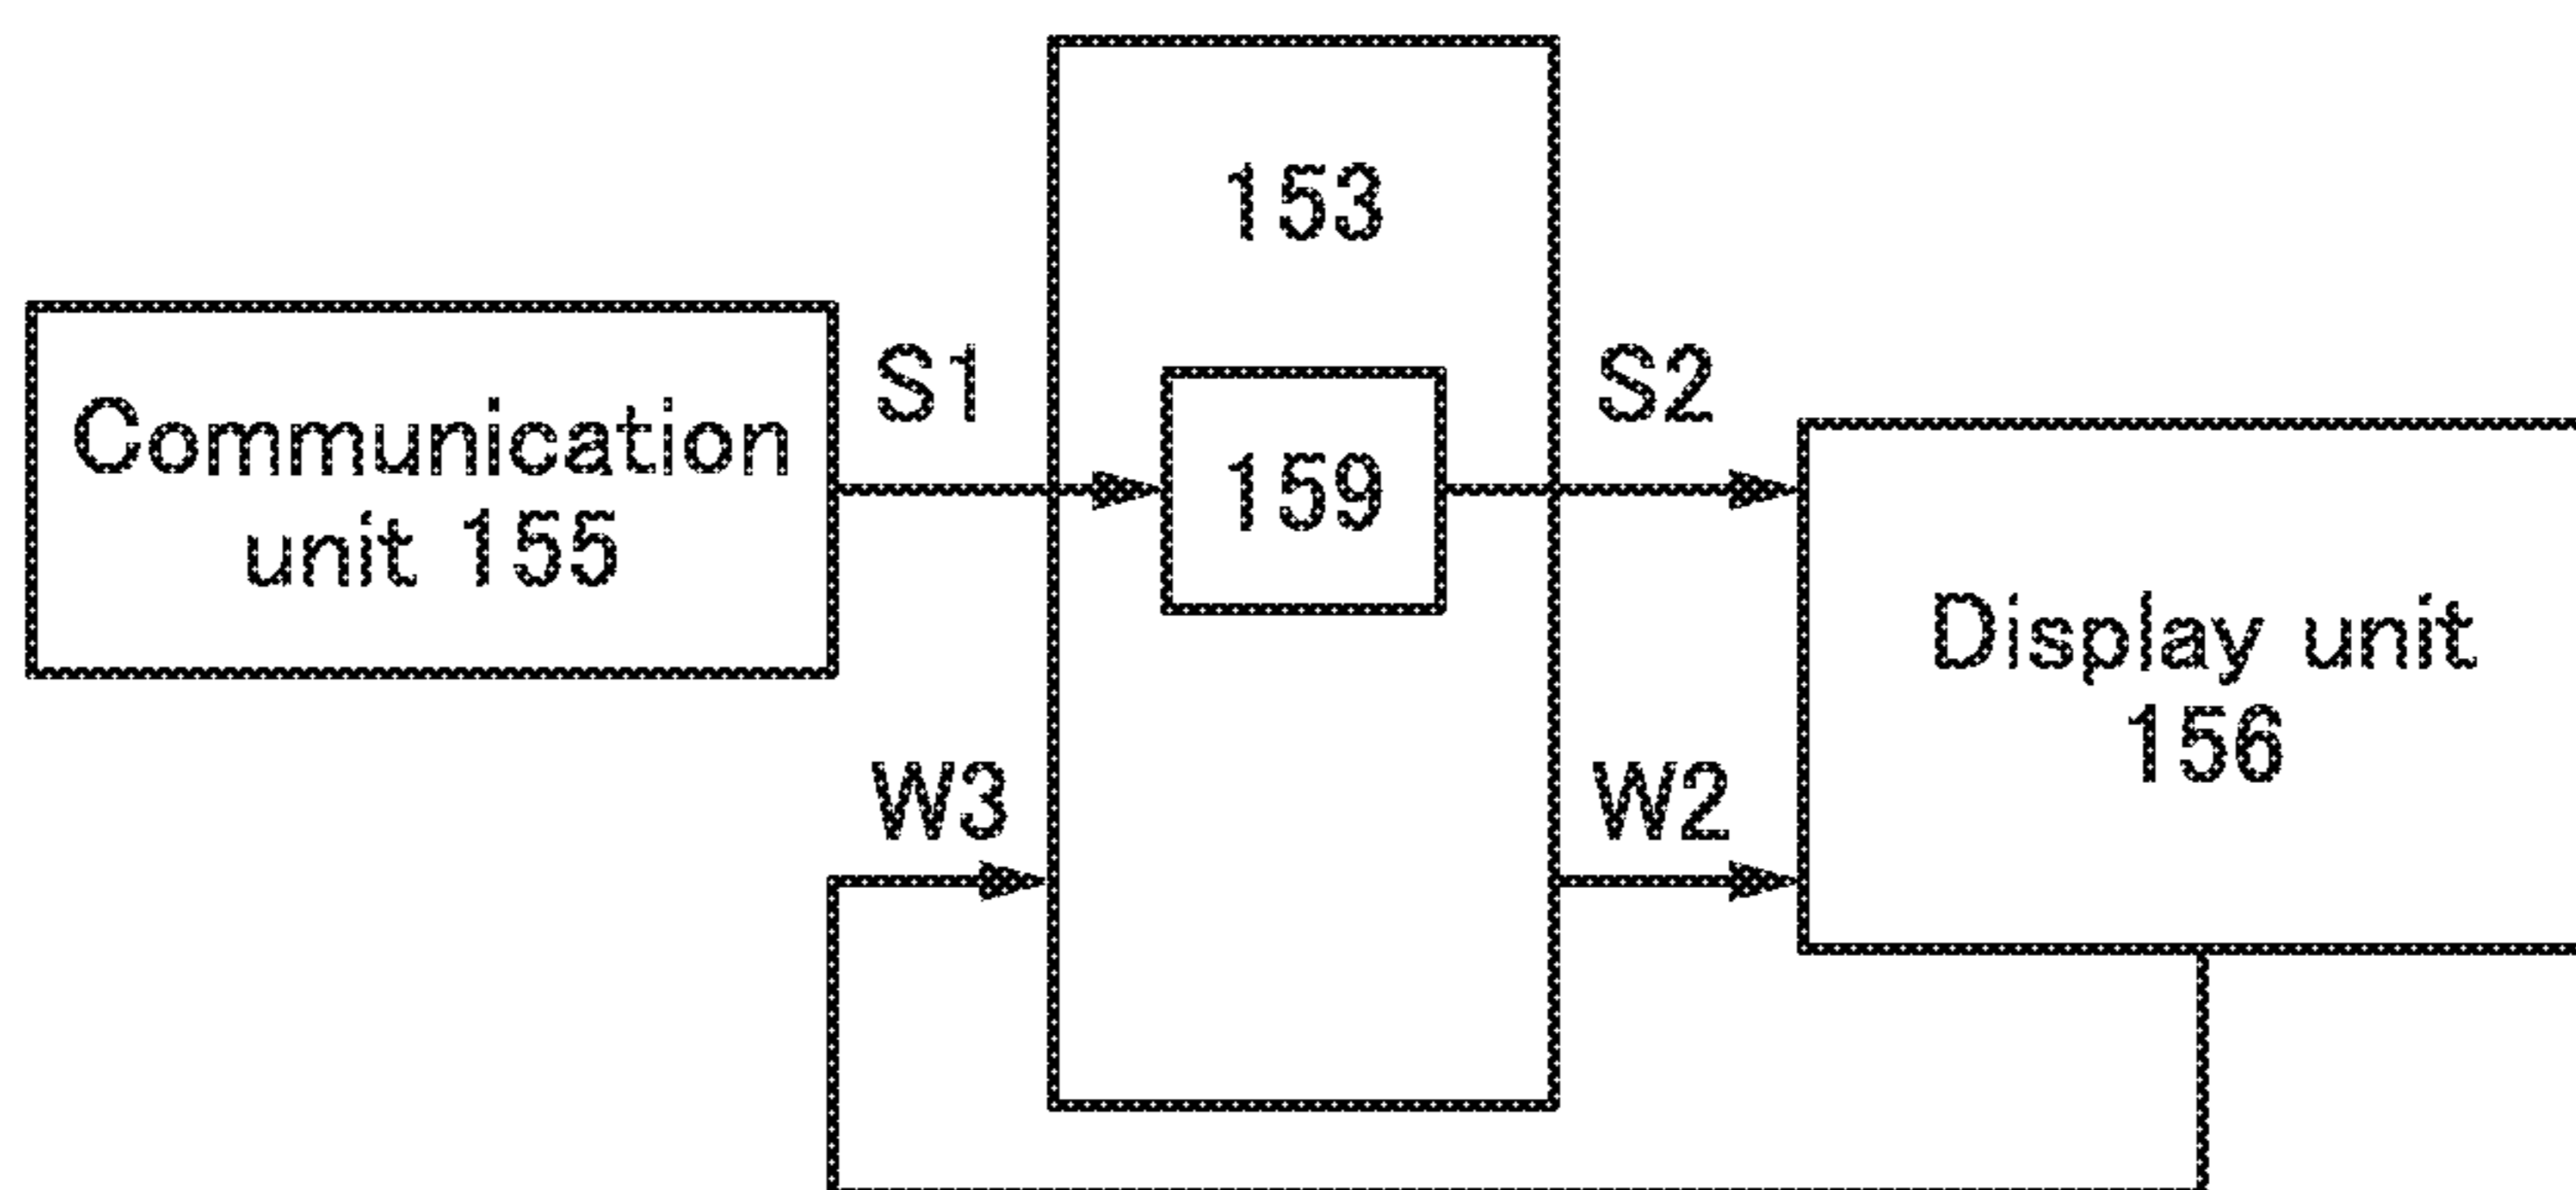 153
Communication
unit 155
S1
159
S2
Display unit
156
W3
W2